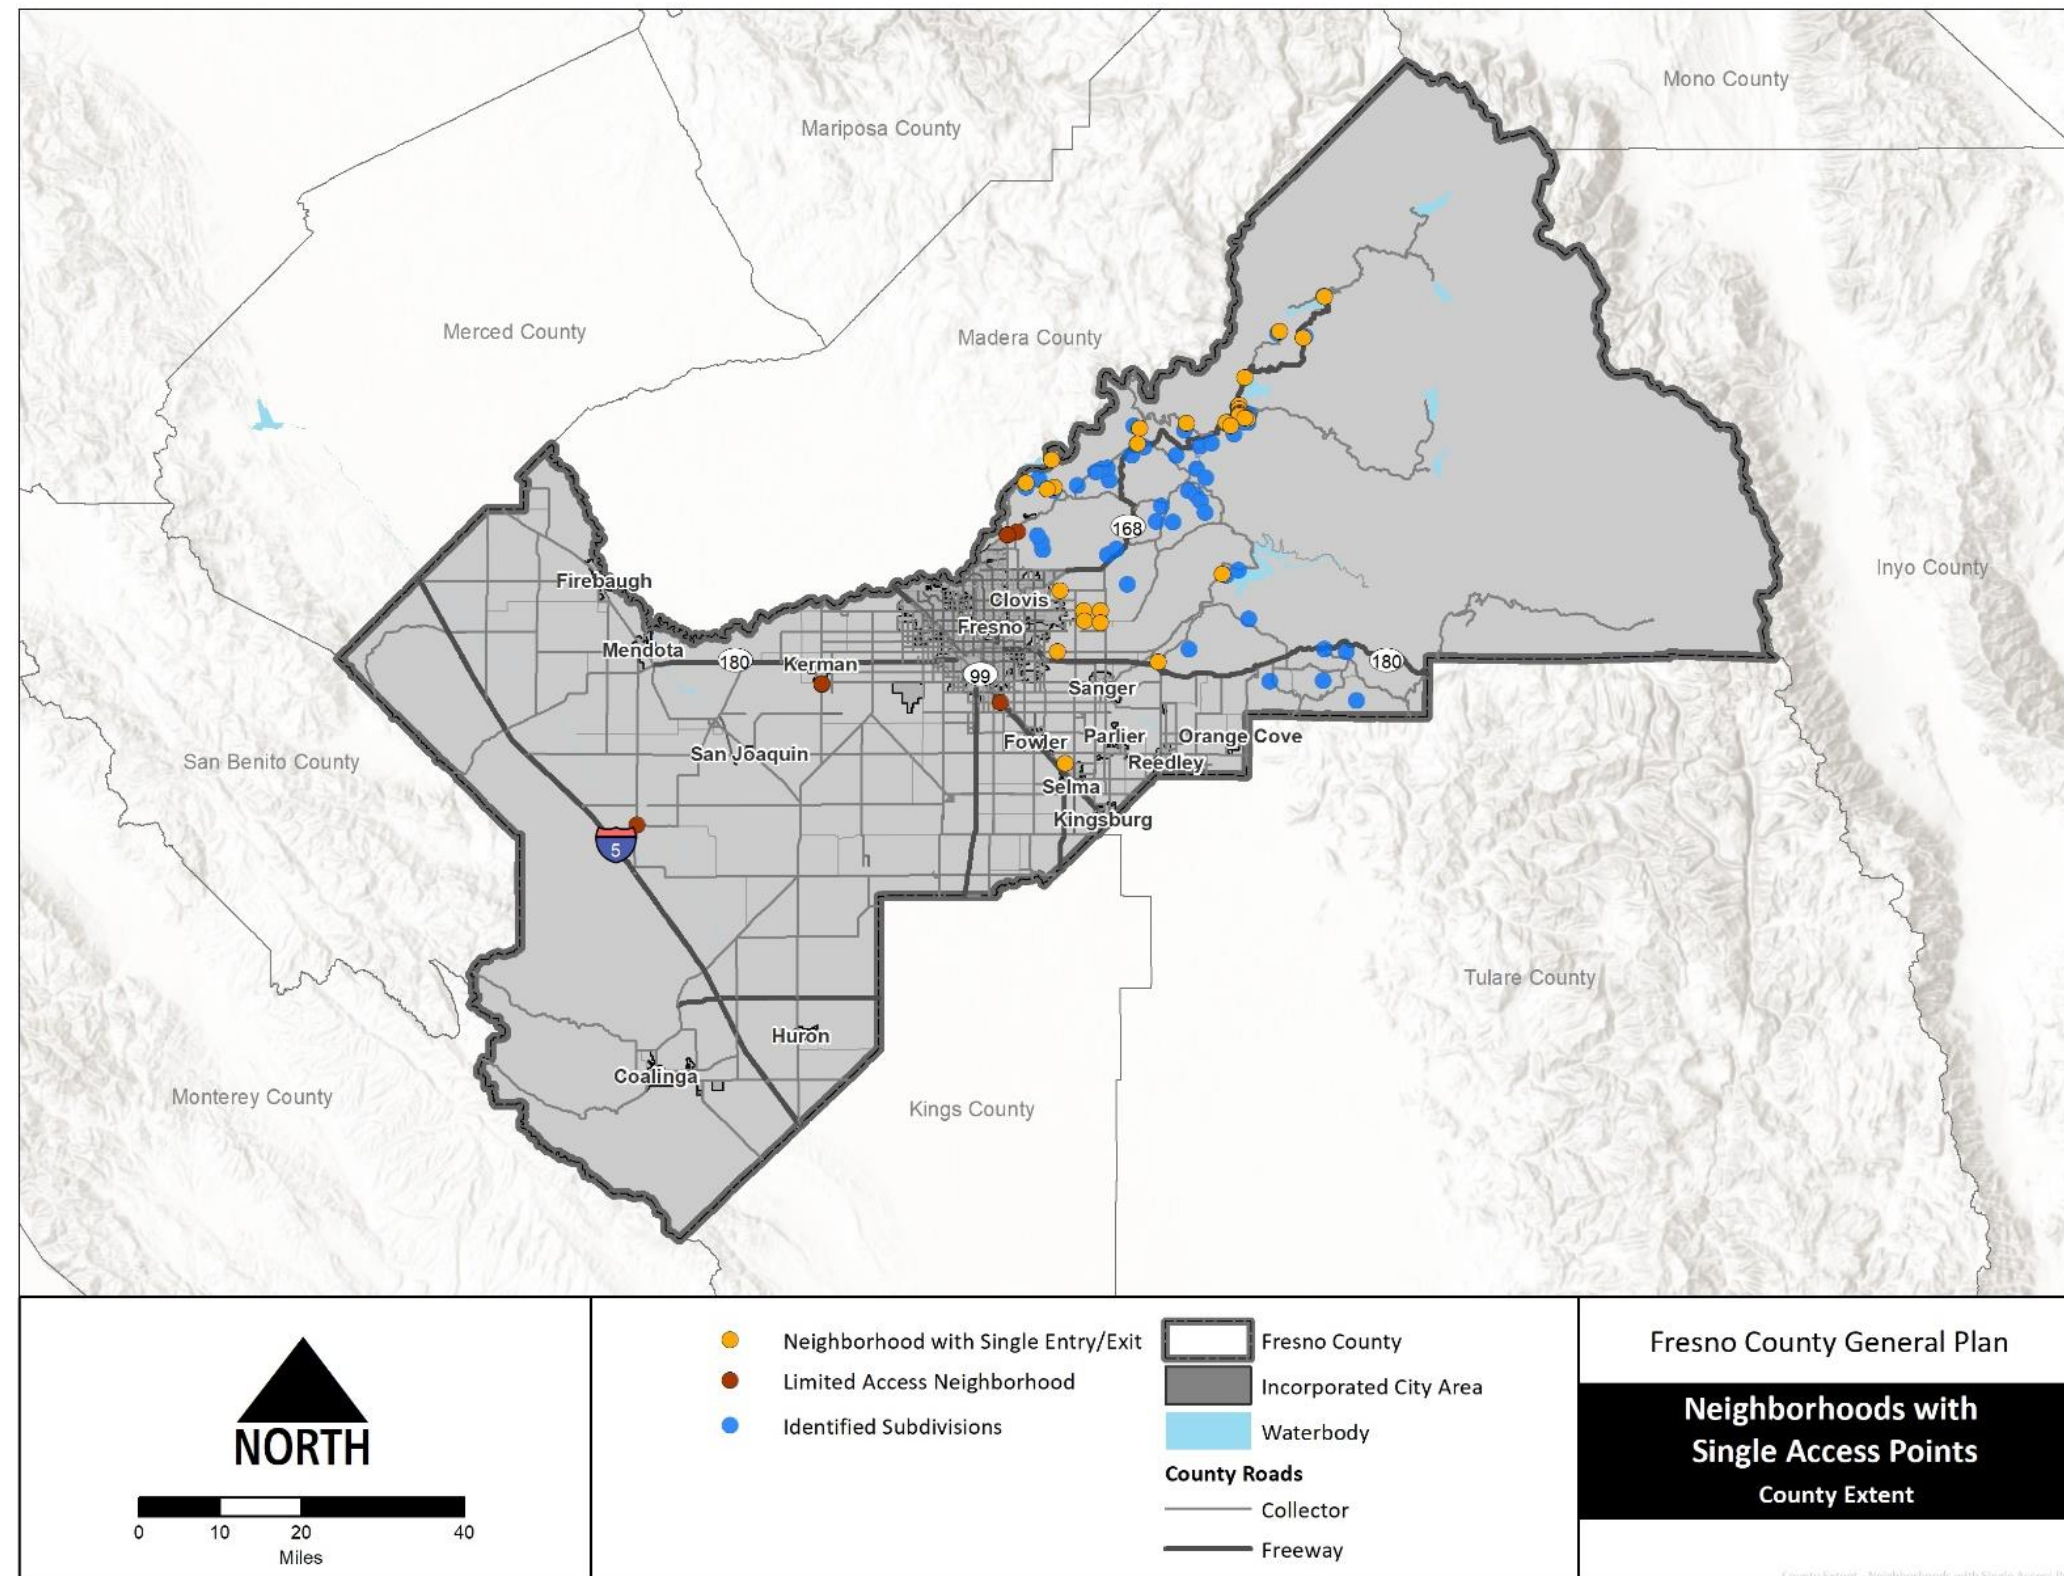 Mono County
Mariposa County
Merced County
Madera County
Inyo County
168
Firebaugh
Clovis
Fresno
Mendota
180
Kerman
180
99
Sanger
San Benito County
San Joaquin
Fowler
Parlier
Orange Cove
Reedley
Selma
Kingsburg
5
Tulare County
Huron
Coalinga
Monterey County
Kings County
NORTH
0 10 20 40
Miles
Neighborhood with Single Entry/Exit
Limited Access Neighborhood
Identified Subdivisions
Fresno County
Incorporated City Area
Waterbody
County Roads
Collector
Freeway
Fresno County General Plan
Neighborhoods with
Single Access Points
County Extent